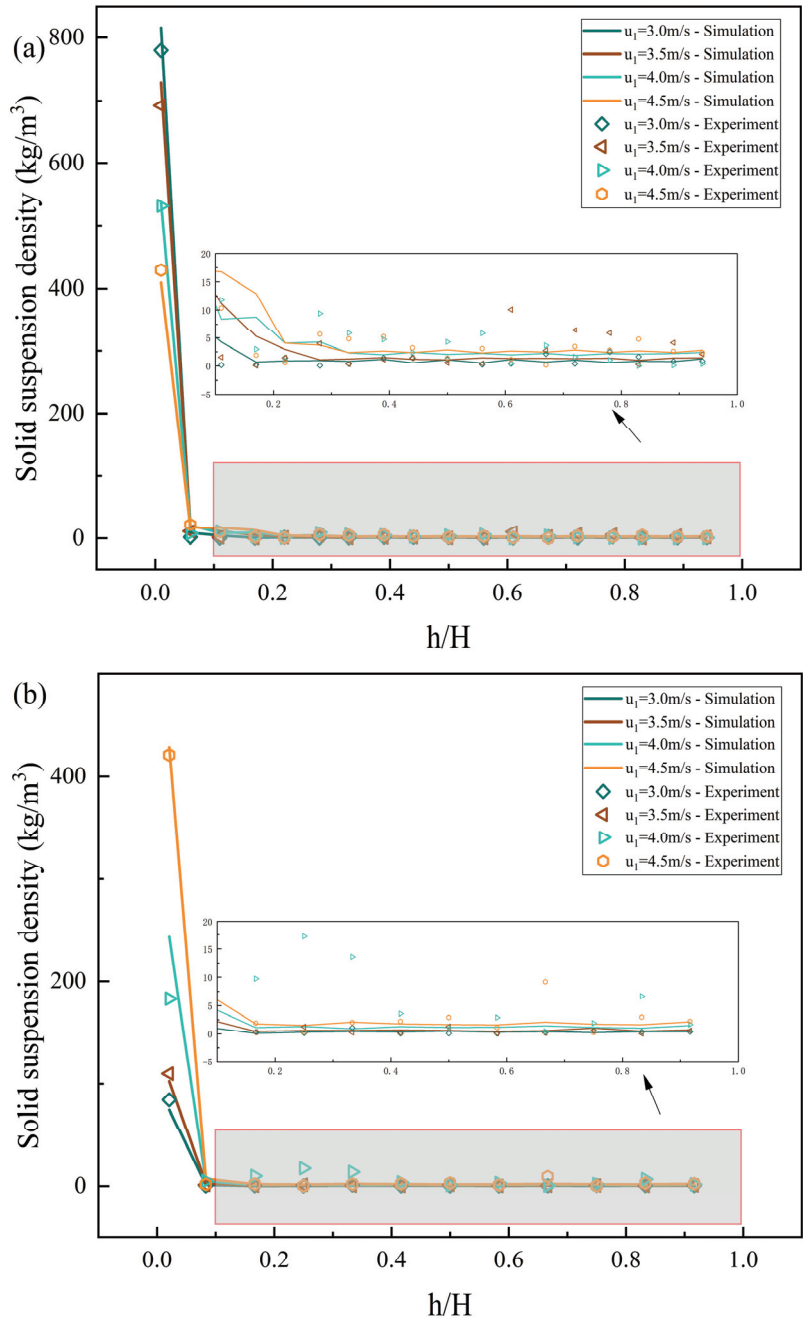 (a)
Solid suspension density (kg/m³)
800
600
400
200
0
u₁=3.0m/s - Simulation
u₁=3.5m/s - Simulation
u₁=4.0m/s - Simulation
u₁=4.5m/s - Simulation
u₁=3.0m/s - Experiment
u₁=3.5m/s - Experiment
u₁=4.0m/s - Experiment
u₁=4.5m/s - Experiment
20
15
10
5
0
-5
0.2 0.4 0.6 0.8 1.0
0.0 0.2 0.4 0.6 0.8 1.0
h/H
(b)
Solid suspension density (kg/m³)
400
200
0
u₁=3.0m/s - Simulation
u₁=3.5m/s - Simulation
u₁=4.0m/s - Simulation
u₁=4.5m/s - Simulation
u₁=3.0m/s - Experiment
u₁=3.5m/s - Experiment
u₁=4.0m/s - Experiment
u₁=4.5m/s - Experiment
20
15
10
5
0
-5
0.2 0.4 0.6 0.8 1.0
0.0 0.2 0.4 0.6 0.8 1.0
h/H